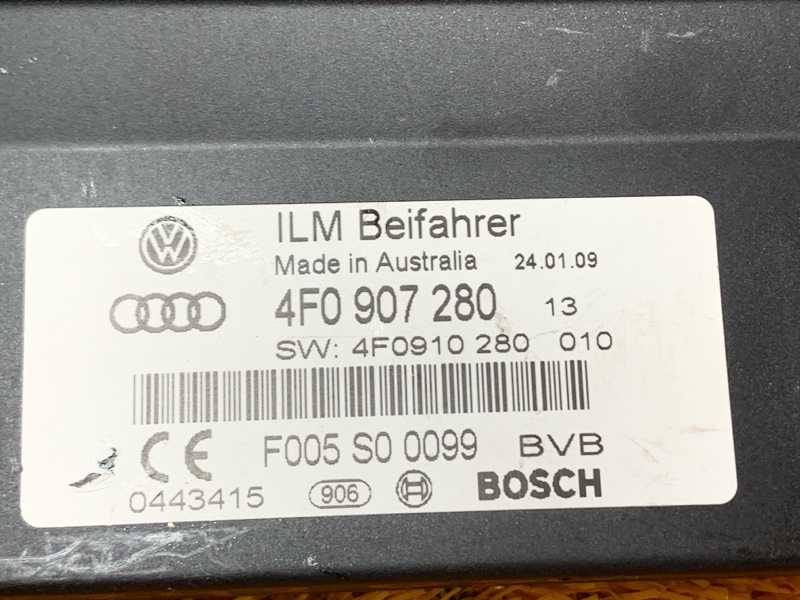 ILM Beifahrer
Made in Australia 24.01.09
4F0 907 280 13
SW: 4F0910 280 010
F005 S0 0099 BVB
0443415 906 BOSCH